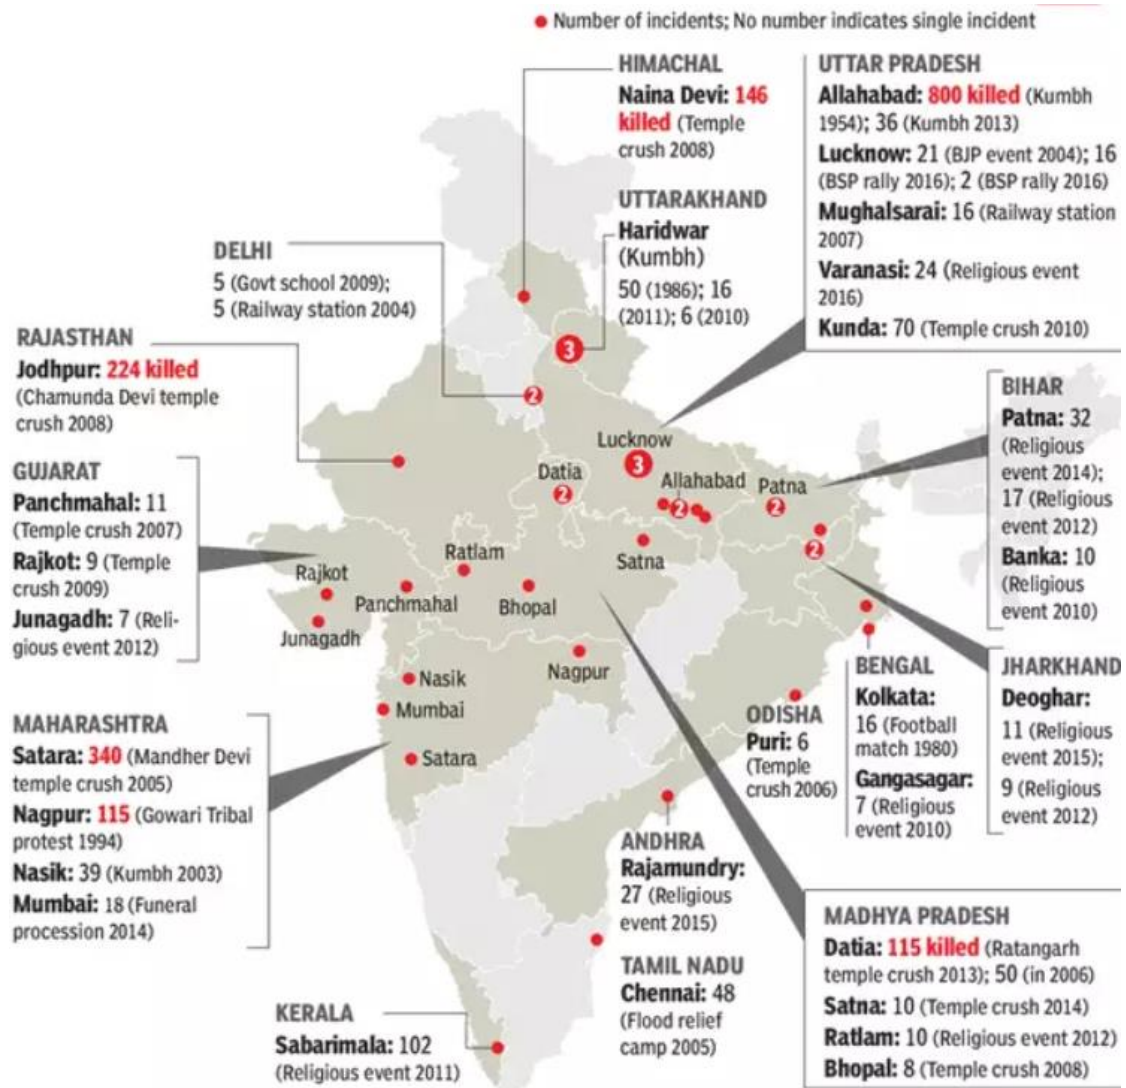 Number of incidents; No number indicates single incident
HIMACHAL
Naina Devi: 146
killed (Temple
crush 2008)
UTTAR PRADESH
Allahabad: 800 killed (Kumbh
1954); 36 (Kumbh 2013)
Lucknow: 21 (BJP event 2004); 16
(BSP rally 2016); 2 (BSP rally 2016)
Mughalsarai: 16 (Railway station
2007)
Varanasi: 24 (Religious event
2016)
Kunda: 70 (Temple crush 2010)
UTTARAKHAND
Haridwar
(Kumbh)
50 (1986); 16
(2011); 6 (2010)
DELHI
5 (Govt school 2009);
5 (Railway station 2004)
RAJASTHAN
Jodhpur: 224 killed
(Chamunda Devi temple
crush 2008)
GUJARAT
Panchmahal: 11
(Temple crush 2007)
Rajkot: 9 (Temple
crush 2009)
Junagadh: 7 (Reli-
gious event 2012)
BIHAR
Patna: 32
(Religious
event 2014);
17 (Religious
event 2012)
Banka: 10
(Religious
event 2010)
3
2
Lucknow
3
Datia
2
Allahabad
2
Patna
2
2
Satna
Ratlam
Rajkot
Panchmahal
Bhopal
Junagadh
Nagpur
Nasik
Mumbai
Satara
MAHARASHTRA
Satara: 340 (Mandher Devi
temple crush 2005)
Nagpur: 115 (Gowari Tribal
protest 1994)
Nasik: 39 (Kumbh 2003)
Mumbai: 18 (Funeral
procession 2014)
ODISHA
Puri: 6
(Temple
crush 2006)
BENGAL
Kolkata:
16 (Football
match 1980)
Gangasagar:
7 (Religious
event 2010)
JHARKHAND
Deoghar:
11 (Religious
event 2015);
9 (Religious
event 2012)
ANDHRA
Rajamundry:
27 (Religious
event 2015)
TAMIL NADU
Chennai: 48
(Flood relief
camp 2005)
KERALA
Sabarimala: 102
(Religious event 2011)
MADHYA PRADESH
Datia: 115 killed (Ratangarh
temple crush 2013); 50 (in 2006)
Satna: 10 (Temple crush 2014)
Ratlam: 10 (Religious event 2012)
Bhopal: 8 (Temple crush 2008)